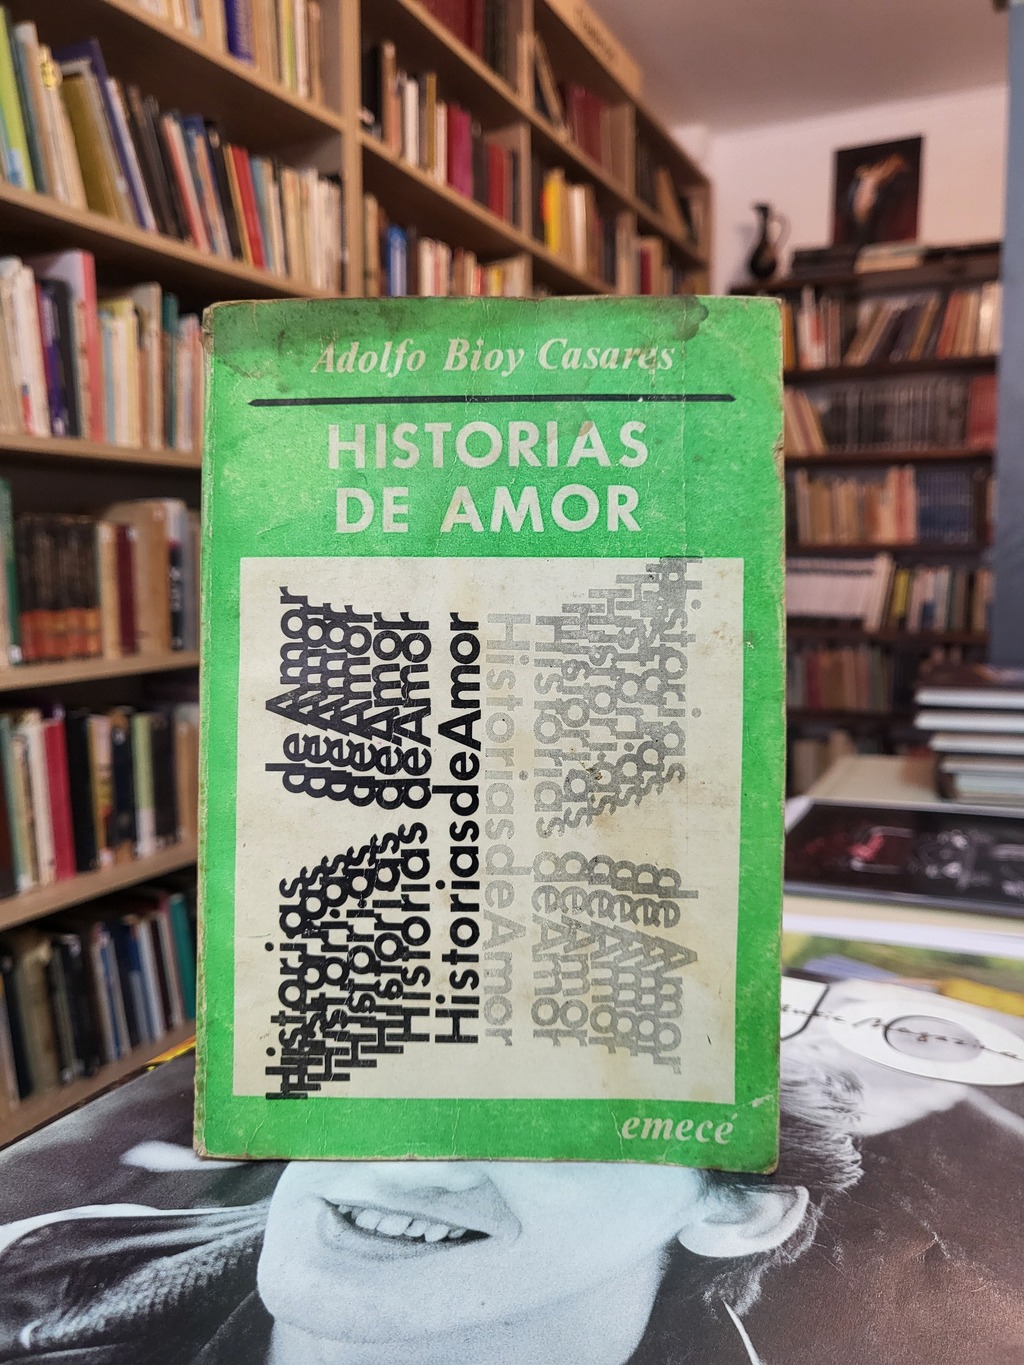 Adolfo Bioy Casares
HISTORIAS
DE AMOR
Historias de Amor
Historias de Amor
Historias de Amor
Historias de Amor
Historias de Amor
HistoriasdeAmor
HistoriasdeAmor
Historias de Amor
Historias de Amor
Historias de Amor
Historias de Amor
emecé
Magazine